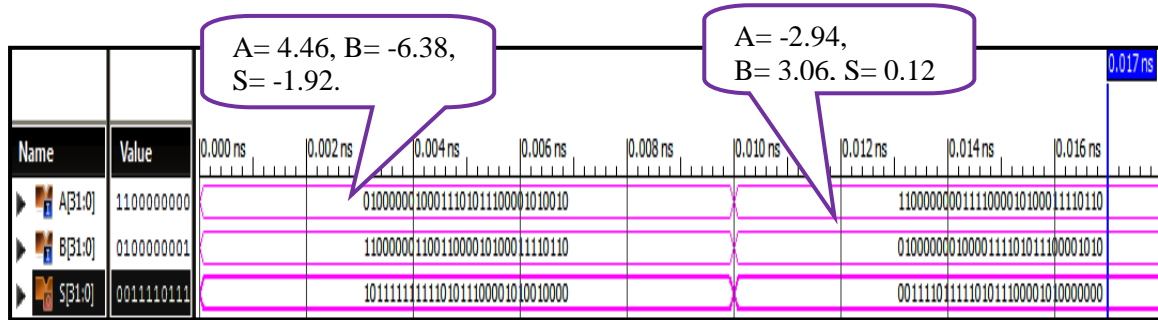 A= 4.46, B= -6.38,
S= -1.92.
A= -2.94,
B= 3.06. S= 0.12
0.017 ns
Name Value 0.000 ns 0.002 ns 0.004 ns 0.006 ns 0.008 ns 0.010 ns 0.012 ns 0.014 ns 0.016 ns
A[31:0] 1100000000 01000000100011101011100001010010 11000000001111000010100011110110
B[31:0] 0100000001 11000000110011000010100011110110 01000000010000111101011100001010
S[31:0] 0011110111 10111111111101011100001010010000 00111101111101011100001010000000